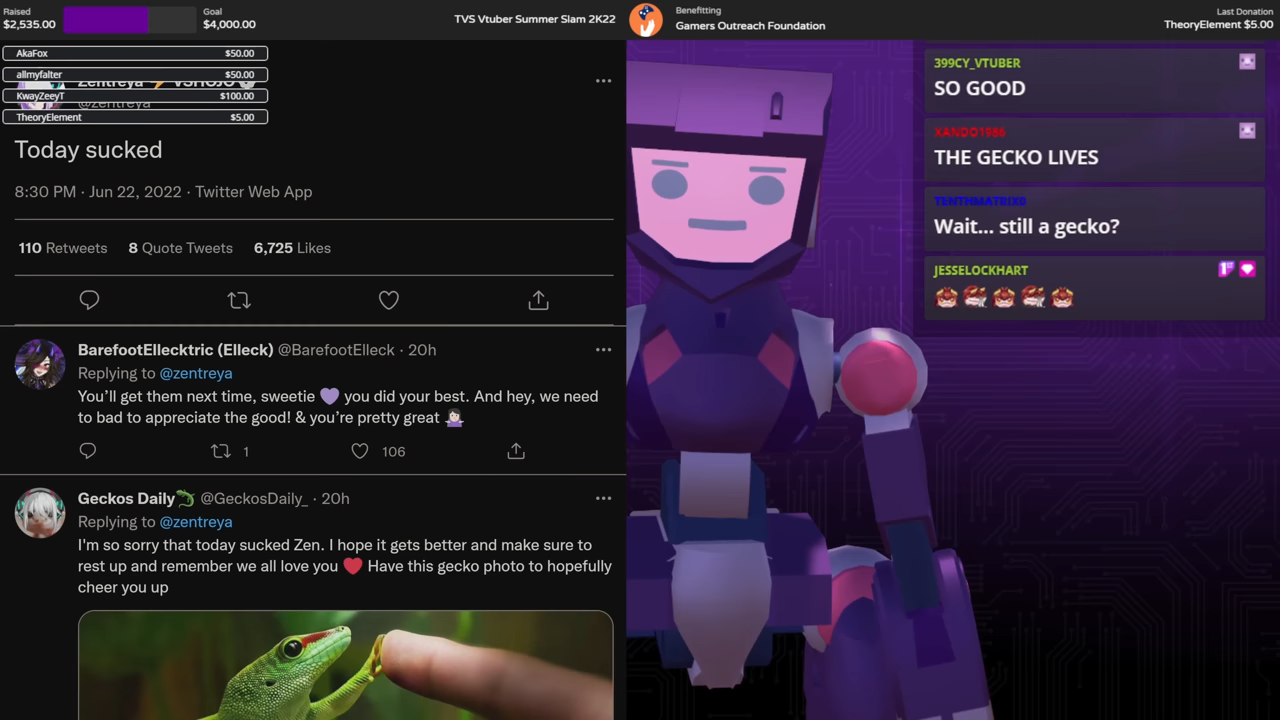 Raised
$2,535.00
Goal
$4,000.00
TVS Vtuber Summer Slam 2K22
Benefitting
Gamers Outreach Foundation
Last Donation
TheoryElement $5.00
AkaFox $50.00
allmyfalter $50.00
KwayZeeyT $100.00
TheoryElement $5.00
Zentreya ⚡ VSHOJO
@zentreya
Today sucked
8:30 PM · Jun 22, 2022 · Twitter Web App
110 Retweets 8 Quote Tweets 6,725 Likes
BarefootEllecktric (Elleck) @BarefootElleck · 20h
Replying to @zentreya
You’ll get them next time, sweetie 💜 you did your best. And hey, we need
to bad to appreciate the good! & you’re pretty great 🤷🏻‍♀️
1 106
Geckos Daily🦎 @GeckosDaily_ · 20h
Replying to @zentreya
I'm so sorry that today sucked Zen. I hope it gets better and make sure to
rest up and remember we all love you ❤️ Have this gecko photo to hopefully
cheer you up
399CY_VTUBER
SO GOOD
XANDO1986
THE GECKO LIVES
TENTHMATRIX0
Wait... still a gecko?
JESSELOCKHART